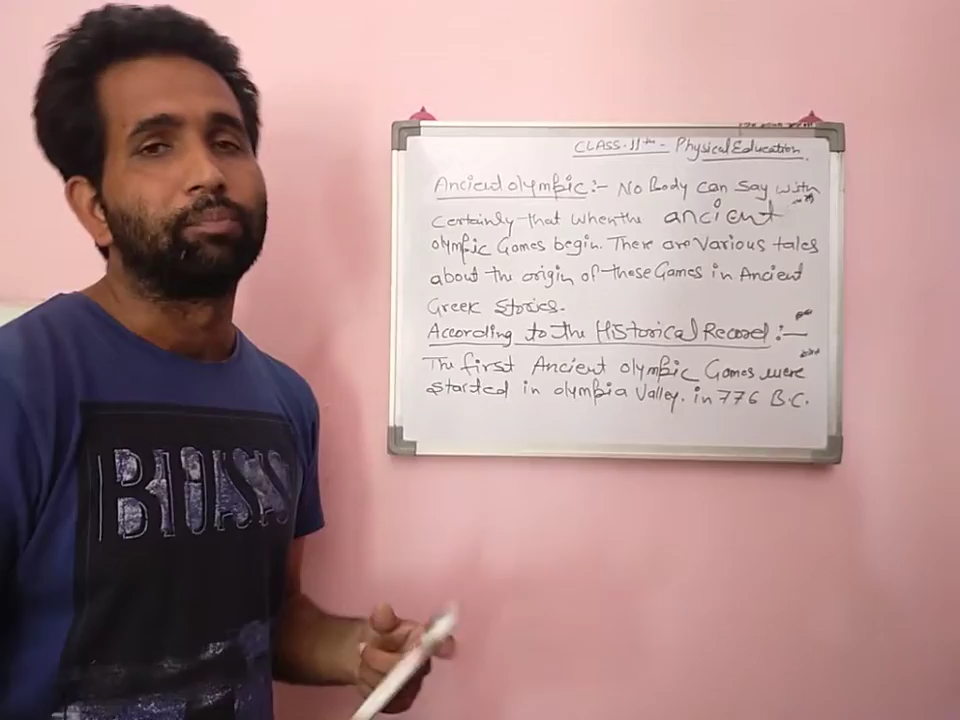 CLASS-11th- Physical Education
Ancient olympic:- No Body can say with
certainly that when the ancient
olympic Games begin. There are Various tales
about the origin of those Games in Ancient
Greek stories.
According to the Historical Record :-
The first Ancient olympic Games were
started in olympia Valley. in 776 B.C.
BIOASS